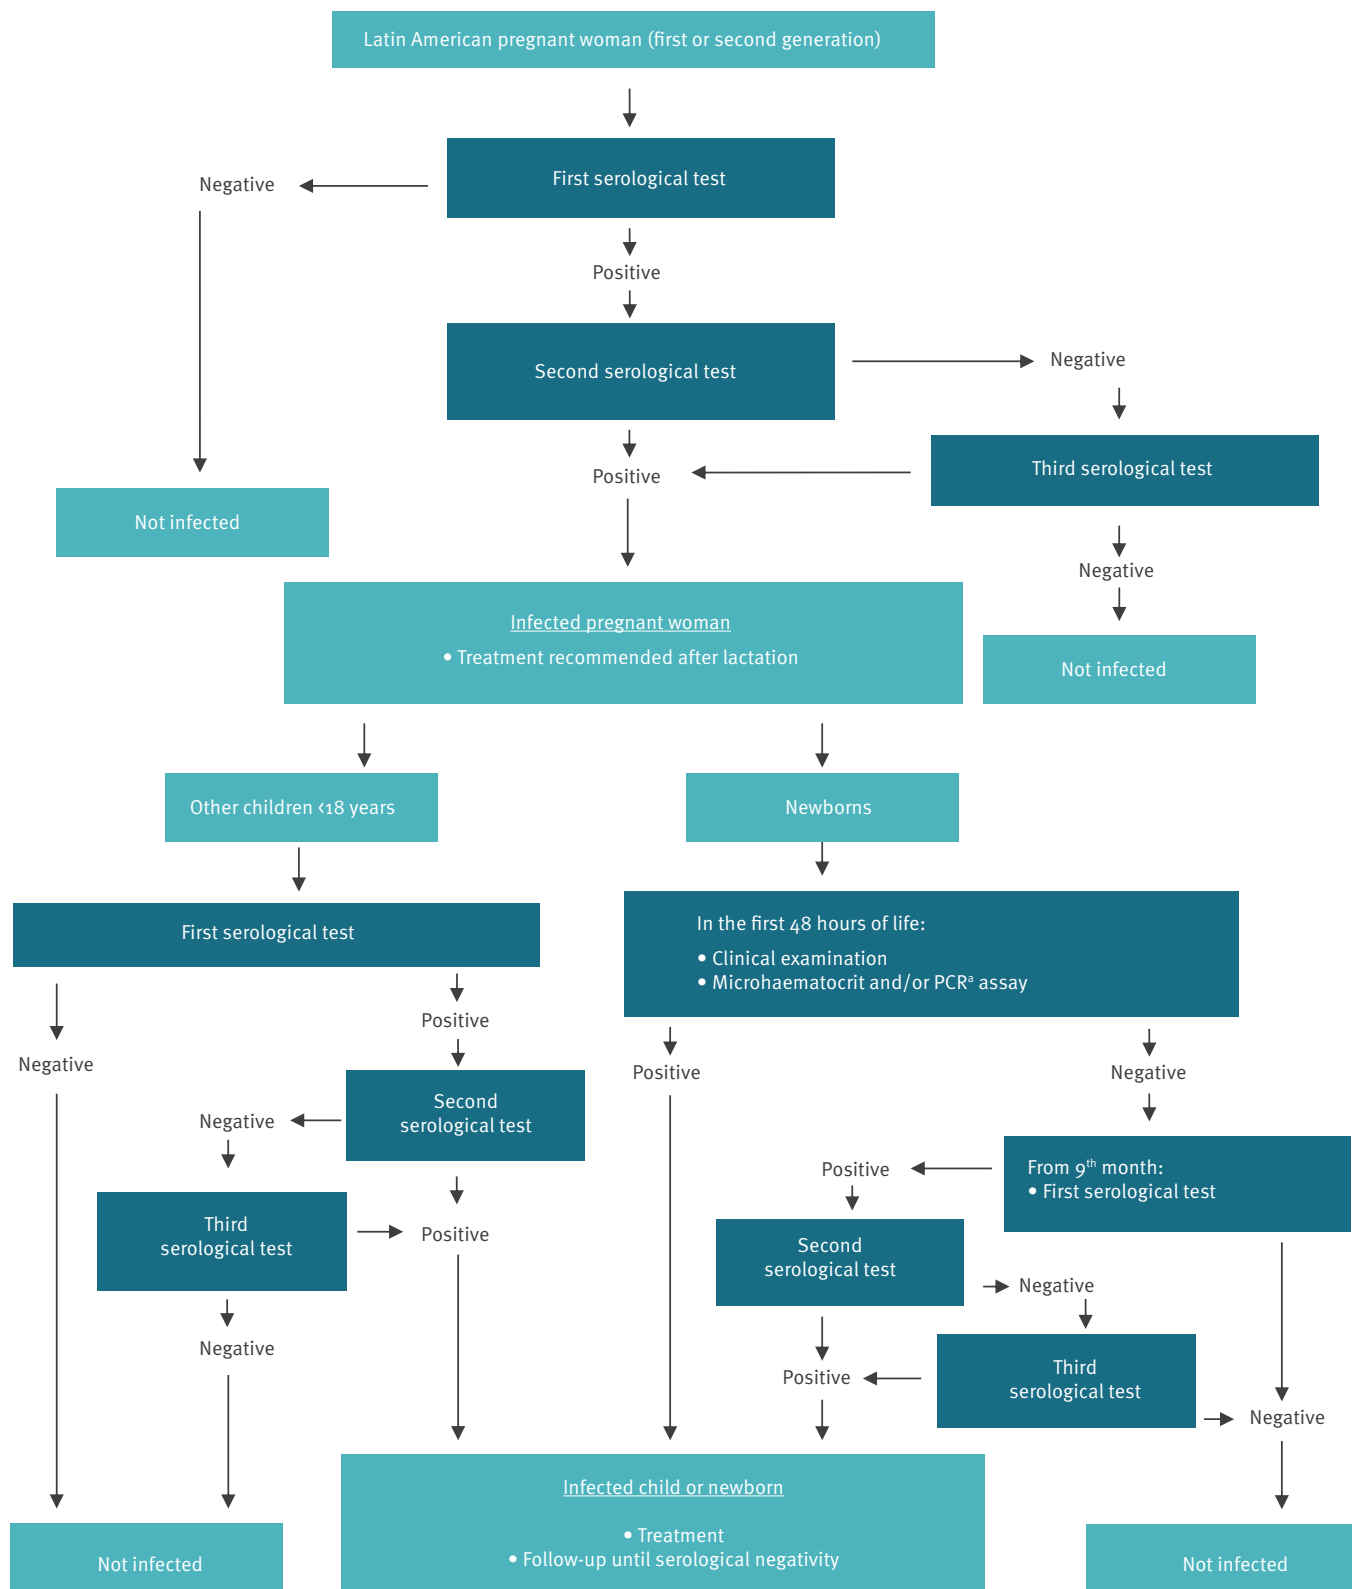 Latin American pregnant woman (first or second generation)
First serological test
Negative
Positive
Second serological test
Negative
Third serological test
Positive
Not infected
Negative
Infected pregnant woman
• Treatment recommended after lactation
Not infected
Other children <18 years
Newborns
First serological test
In the first 48 hours of life:
• Clinical examination
• Microhaematocrit and/or PCRª assay
Positive
Negative
Positive
Negative
Second
serological test
Negative
From 9th month:
• First serological test
Positive
Third
serological test
Positive
Second
serological test
Negative
Negative
Third
serological test
Positive
Negative
Infected child or newborn
• Treatment
• Follow-up until serological negativity
Not infected
Not infected